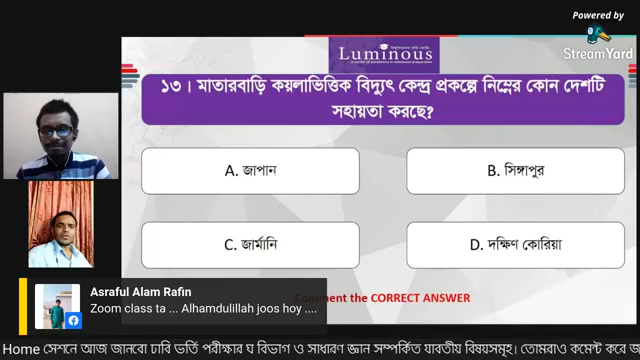 Powered by
StreamYard
Luminous
১৩। মাতারবাড়ি কয়লাভিত্তিক বিদ্যুৎ কেন্দ্র প্রকল্পে নিম্নের কোন দেশটি
সহায়তা করছে?
A. জাপান
B. সিঙ্গাপুর
C. জার্মানি
D. দক্ষিণ কোরিয়া
Comment the CORRECT ANSWER
Asraful Alam Rafin
Zoom class ta ... Alhamdulillah joos hoy ....
Home সেশনে আজ জানবো ঢাবি ভর্তি পরীক্ষার ঘ বিভাগ ও সাধারণ জ্ঞান সম্পর্কিত যাবতীয় বিষয়সমূহ। তোমরাও কমেন্ট করে